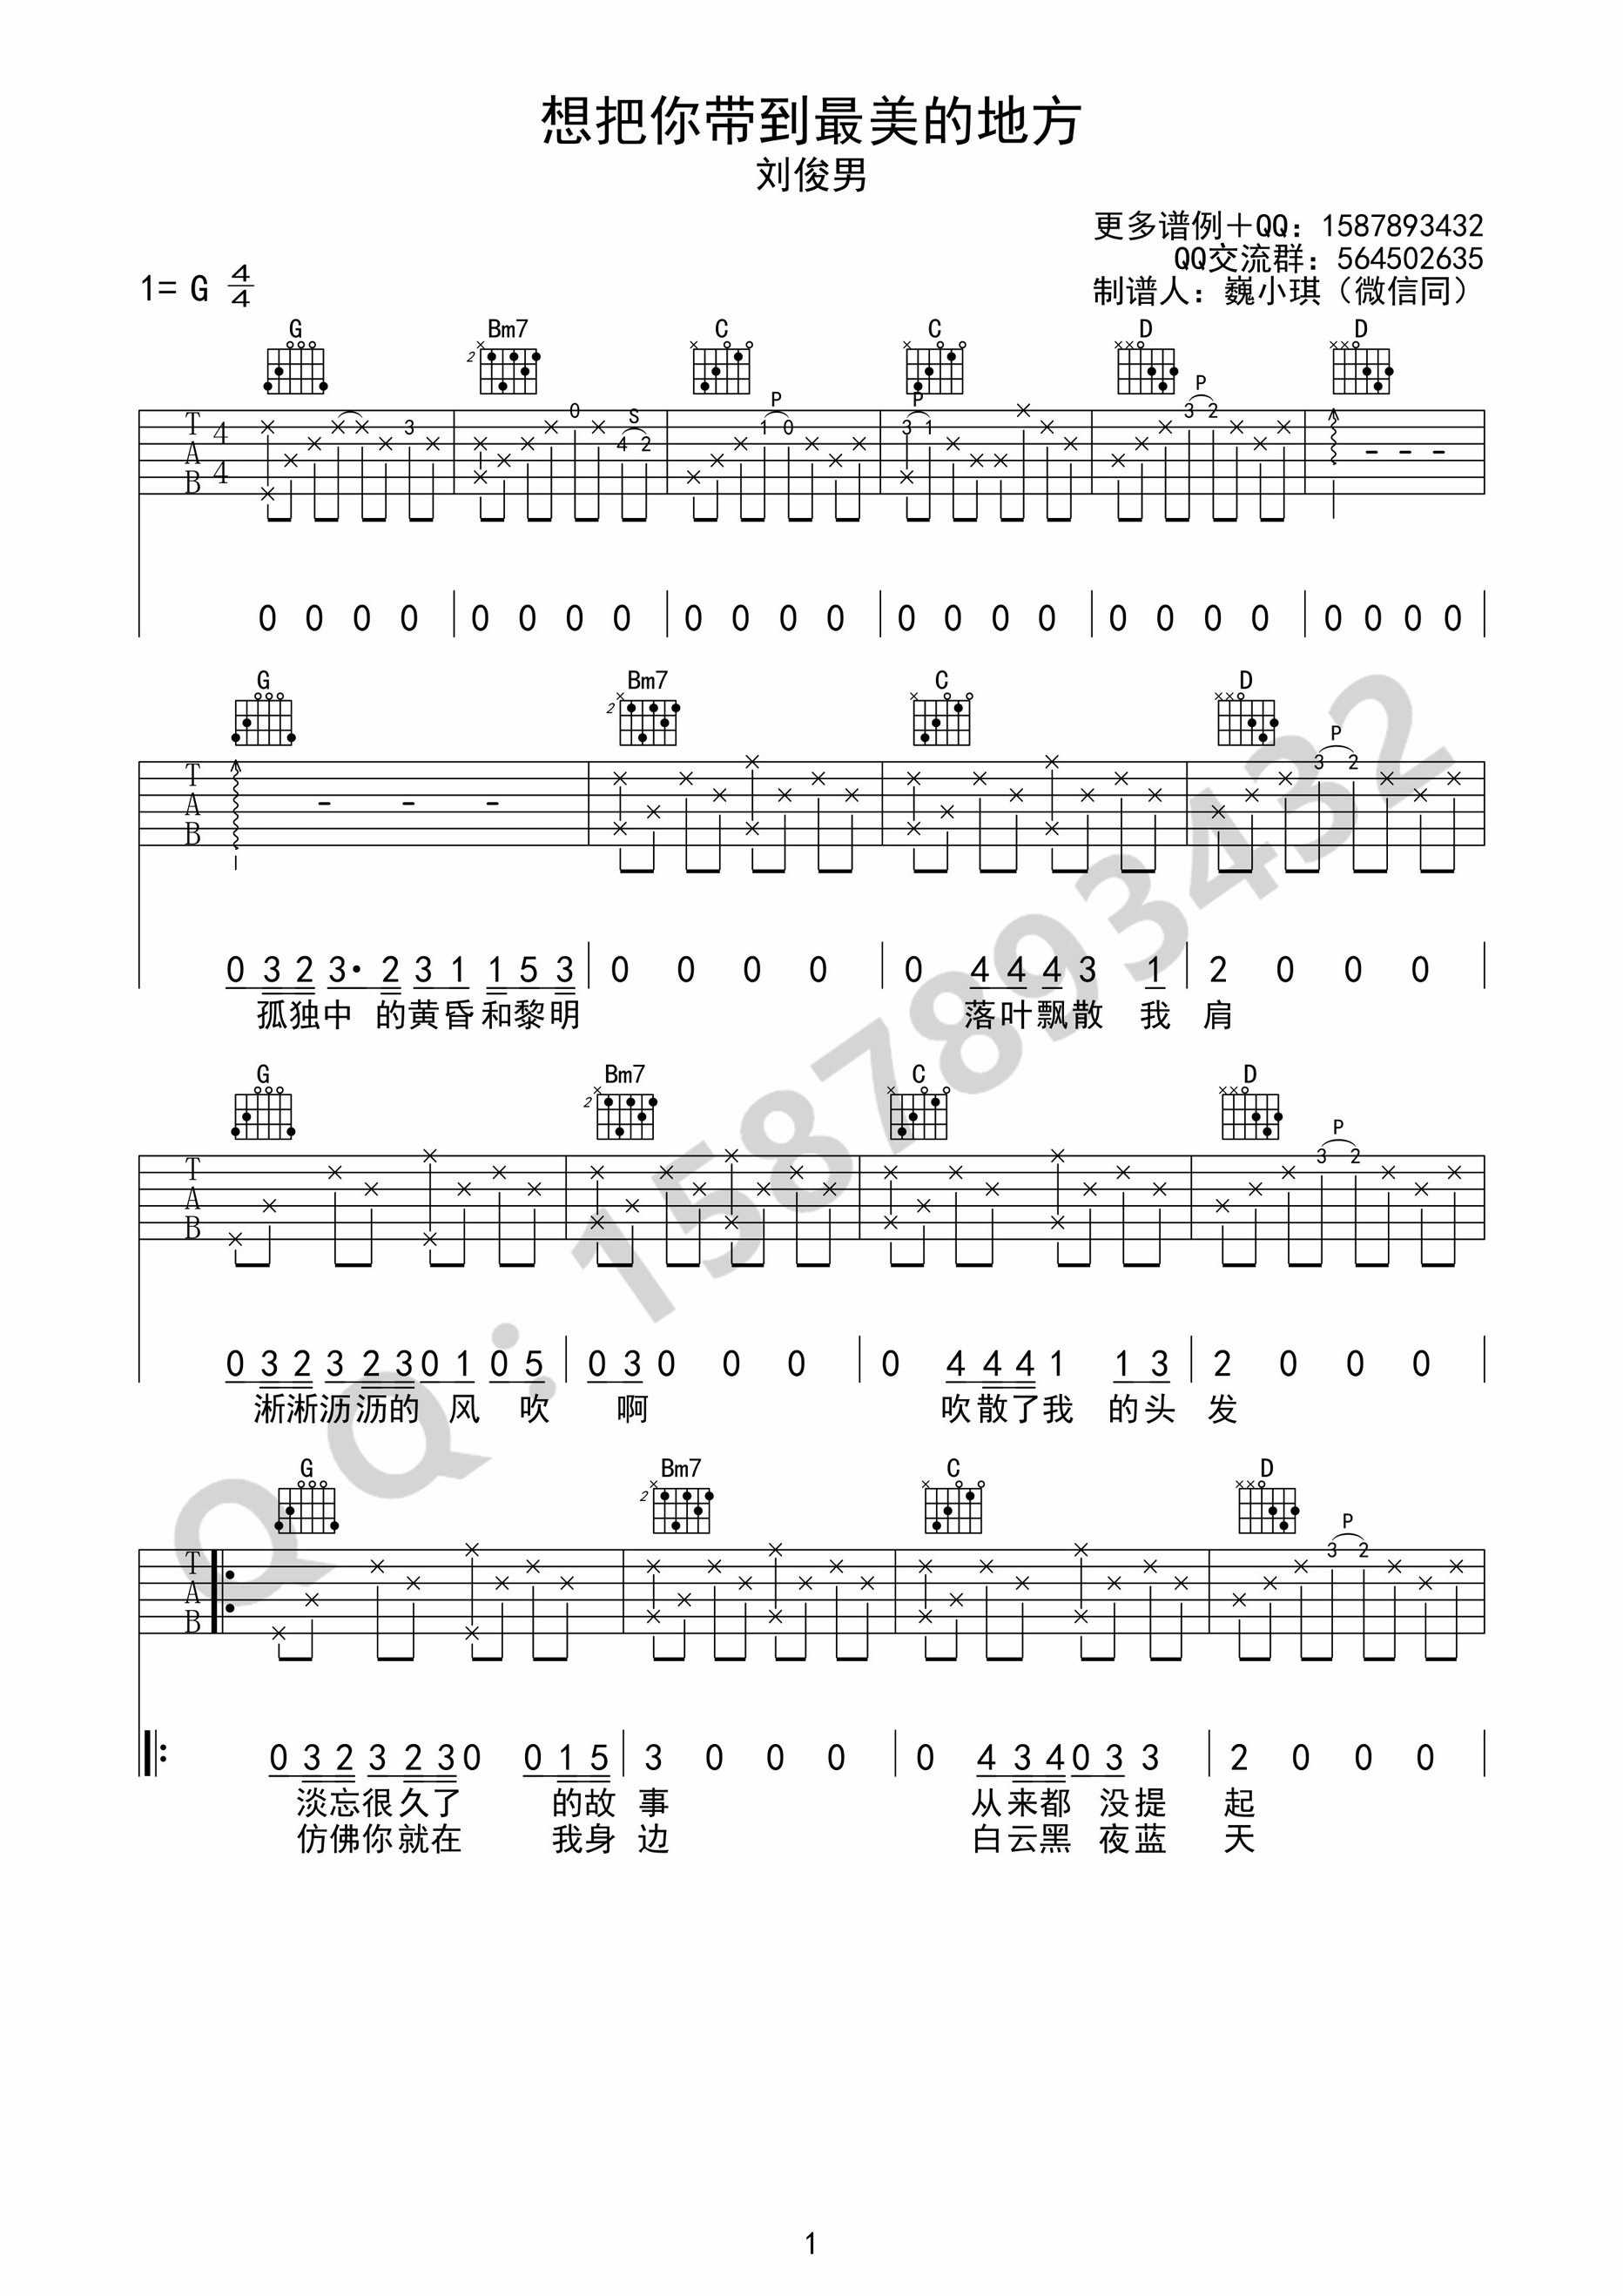 想把你带到最美的地方
刘俊男
更多谱例+QQ：1587893432
QQ交流群：564502635
1= G 4/4
制谱人：巍小琪（微信同）
G Bm7 C C D D
2
P P P
S
T A B 4 4 3 0 4 2 1 0 3 1 3 2
0 0 0 0 0 0 0 0 0 0 0 0 0 0 0 0 0 0 0 0 0 0 0 0
G Bm7 C D
2
P
T A B 3 2
0 3 2 3· 2 3 1 1 5 3 0 0 0 0 0 4 4 4 3 1 2 0 0 0
孤独中 的黄昏和黎明 落叶飘散 我 肩
G Bm7 C D
2
P
T A B 3 2
0 3 2 3 2 3 0 1 0 5 0 3 0 0 0 0 4 4 4 1 1 3 2 0 0 0
淅淅沥沥的 风 吹 啊 吹散了我 的头 发
G Bm7 C D
2
P
T A B 3 2
0 3 2 3 2 3 0 0 1 5 3 0 0 0 0 4 3 4 0 3 3 2 0 0 0
淡忘很久了 的故 事 从来都 没提 起
仿佛你就在 我身 边 白云黑 夜蓝 天
QQ:1587893432
1